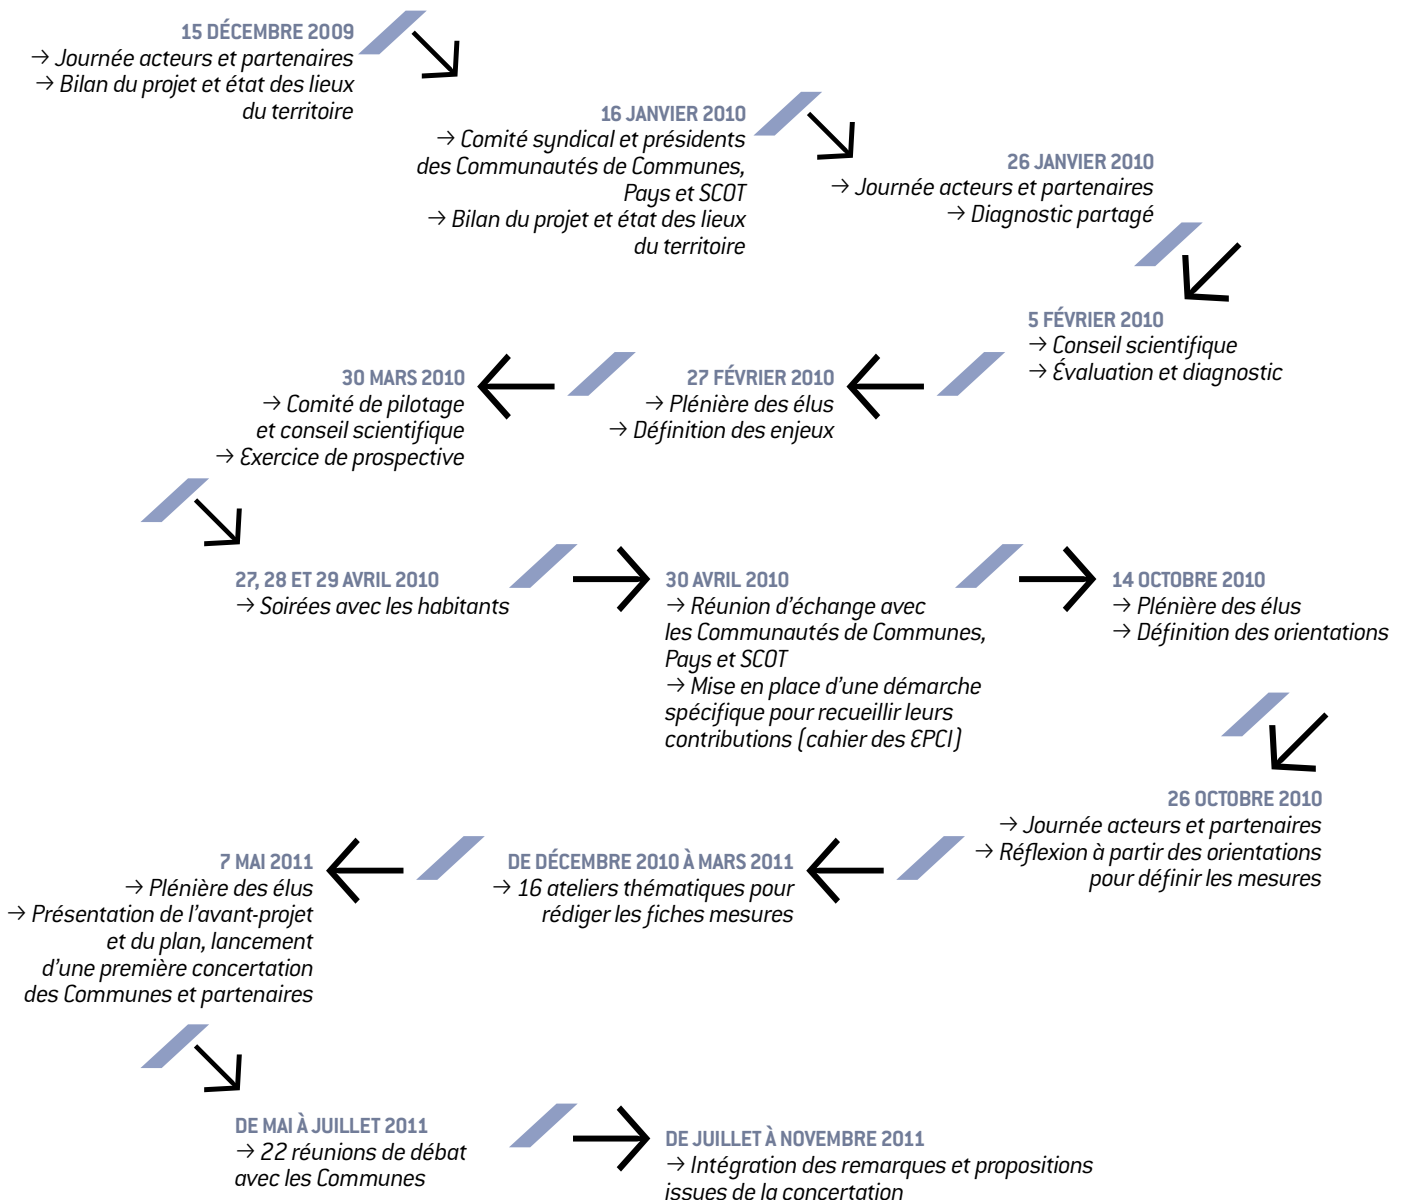 15 DÉCEMBRE 2009
→ Journée acteurs et partenaires
→ Bilan du projet et état des lieux
du territoire
16 JANVIER 2010
→ Comité syndical et présidents
des Communautés de Communes,
Pays et SCOT
→ Bilan du projet et état des lieux
du territoire
26 JANVIER 2010
→ Journée acteurs et partenaires
→ Diagnostic partagé
5 FÉVRIER 2010
→ Conseil scientifique
→ Évaluation et diagnostic
27 FÉVRIER 2010
→ Plénière des élus
→ Définition des enjeux
30 MARS 2010
→ Comité de pilotage
et conseil scientifique
→ Exercice de prospective
27, 28 ET 29 AVRIL 2010
→ Soirées avec les habitants
30 AVRIL 2010
→ Réunion d'échange avec
les Communautés de Communes,
Pays et SCOT
→ Mise en place d'une démarche
spécifique pour recueillir leurs
contributions (cahier des EPCI)
14 OCTOBRE 2010
→ Plénière des élus
→ Définition des orientations
26 OCTOBRE 2010
→ Journée acteurs et partenaires
→ Réflexion à partir des orientations
pour définir les mesures
DE DÉCEMBRE 2010 À MARS 2011
→ 16 ateliers thématiques pour
rédiger les fiches mesures
7 MAI 2011
→ Plénière des élus
→ Présentation de l'avant-projet
et du plan, lancement
d'une première concertation
des Communes et partenaires
DE MAI À JUILLET 2011
→ 22 réunions de débat
avec les Communes
DE JUILLET À NOVEMBRE 2011
→ Intégration des remarques et propositions
issues de la concertation